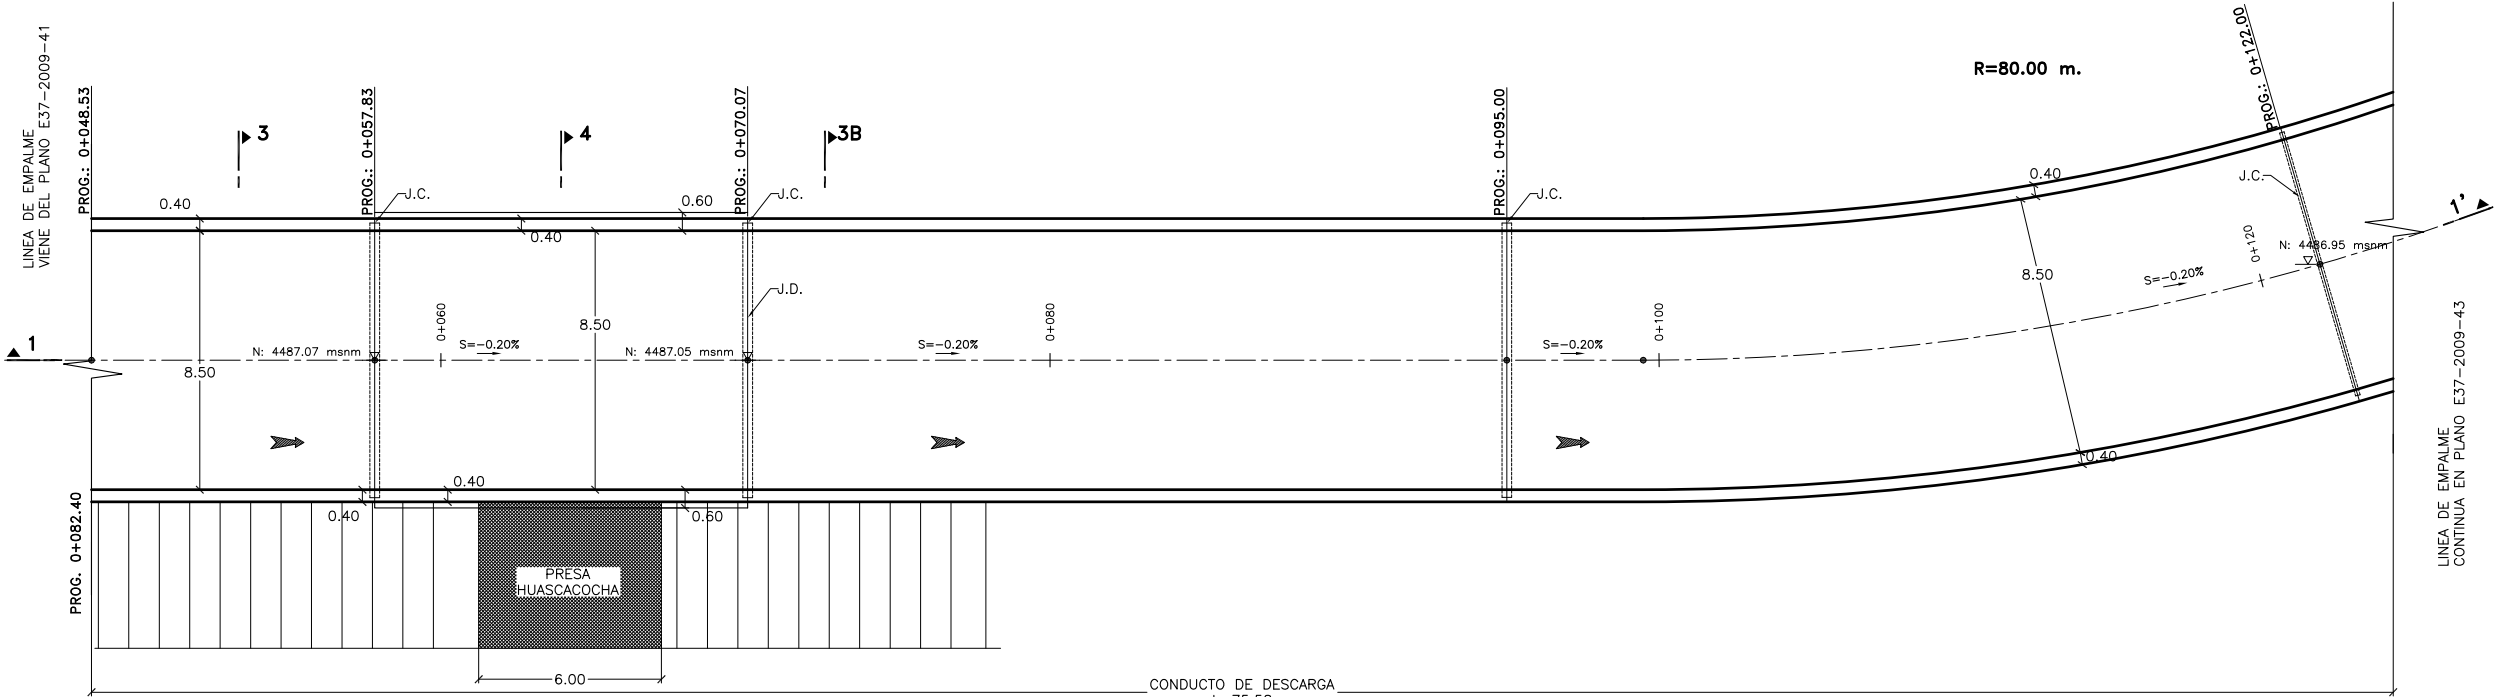 LINEA DE EMPALME
VIENE DEL PLANO E37-2009-41
PROG.: 0+048.53
PROG.: 0+057.83
PROG.: 0+070.07
PROG.: 0+095.00
PROG.: 0+122.00
R=80.00 m.
3
4
3B
0.40
J.C.
0.60
J.C.
J.C.
0.40
J.C.
0.40
8.50
N: 4486.95 msnm
0+120
S=-0.20%
1'
J.D.
8.50
0+060
0+080
0+100
1
N: 4487.07 msnm
S=-0.20%
N: 4487.05 msnm
S=-0.20%
S=-0.20%
8.50
0.40
0.40
0.40
0.60
PROG. 0+082.40
PRESA
HUASCACOCHA
6.00
LINEA DE EMPALME
CONTINUA EN PLANO E37-2009-43
CONDUCTO DE DESCARGA